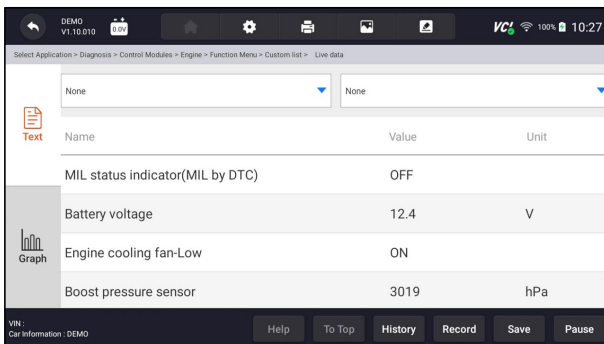 DEMO
V1.10.010
0.0V
VCI
100%
10:27
Select Application > Diagnosis > Control Modules > Engine > Function Menu > Custom list > Live data
None
None
Text
Name Value Unit
MIL status indicator(MIL by DTC) OFF
Battery voltage 12.4 V
Graph
Engine cooling fan-Low ON
Boost pressure sensor 3019 hPa
VIN :
Car Information : DEMO
Help To Top History Record Save Pause